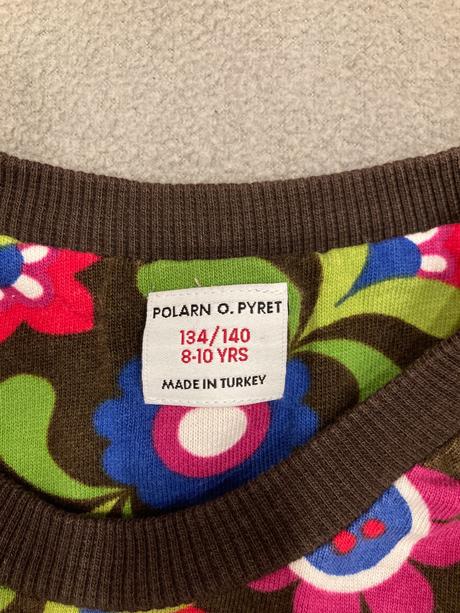 POLARN O. PYRET
134/140
8-10 YRS
MADE IN TURKEY